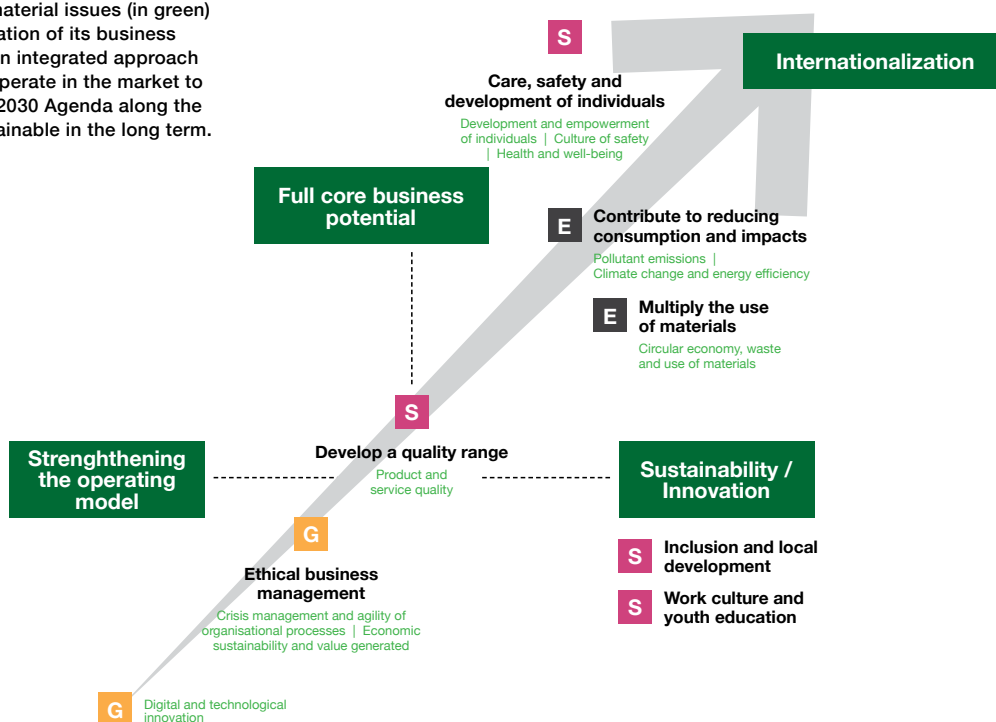 material issues (in green)
ation of its business
n integrated approach
perate in the market to
2030 Agenda along the
ainable in the long term.
S
Internationalization
Care, safety and
development of individuals
Development and empowerment
of individuals | Culture of safety
| Health and well-being
Full core business
potential
E
Contribute to reducing
consumption and impacts
Pollutant emissions |
Climate change and energy efficiency
E
Multiply the use
of materials
Circular economy, waste
and use of materials
S
Develop a quality range
Product and
service quality
Strenghthening
the operating
model
Sustainability /
Innovation
G
Ethical business
management
Crisis management and agility of
organisational processes | Economic
sustainability and value generated
S
Inclusion and local
development
S
Work culture and
youth education
G
Digital and technological
innovation